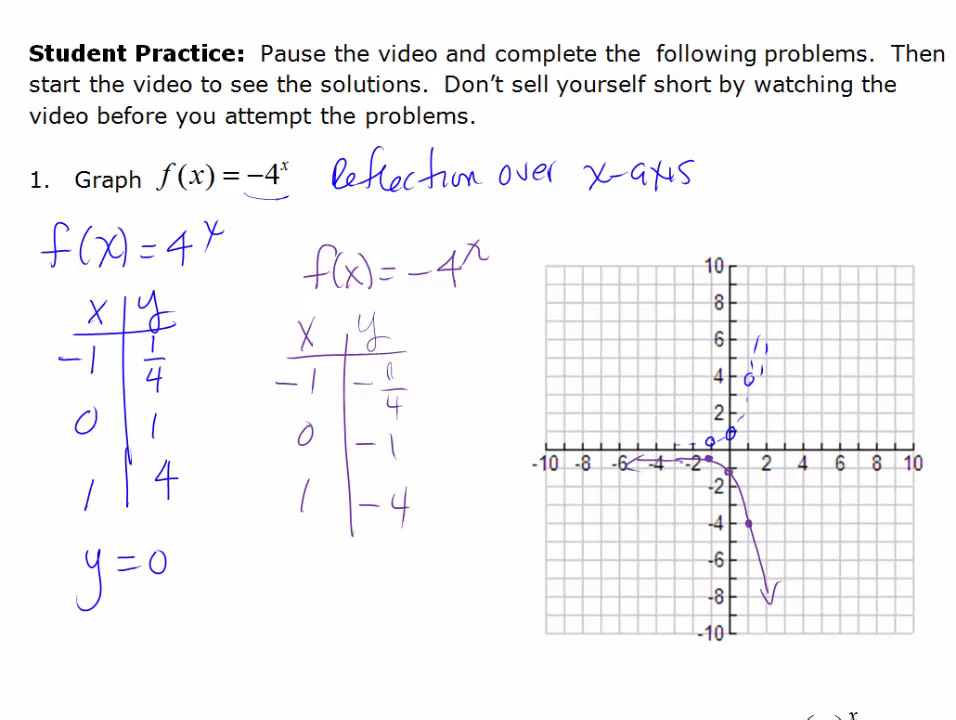 Student Practice: Pause the video and complete the following problems. Then
start the video to see the solutions. Don't sell yourself short by watching the
video before you attempt the problems.
1. Graph f(x) = −4ˣ Reflection over x-axis
f(x) = 4ˣ
x y
-1 1/4
0 1
1 4
y = 0
f(x) = -4ˣ
x y
-1 -1/4
0 -1
1 -4
10
8
6
4
2
-10 -8 -6 -4 -2 2 4 6 8 10
-2
-4
-6
-8
-10
x